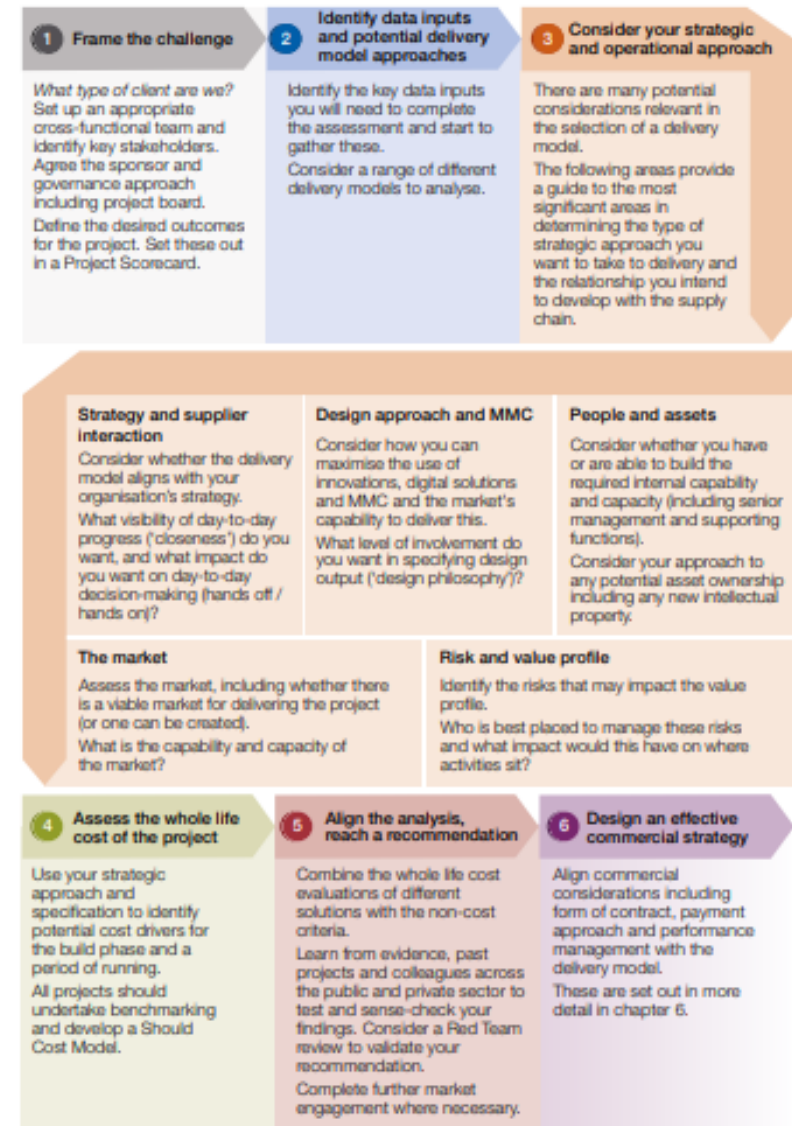 1 Frame the challenge
What type of client are we?
Set up an appropriate
cross-functional team and
identify key stakeholders.
Agree the sponsor and
governance approach
including project board.
Define the desired outcomes
for the project. Set these out
in a Project Scorecard.
2 Identify data inputs
and potential delivery
model approaches
Identify the key data inputs
you will need to complete
the assessment and start to
gather these.
Consider a range of different
delivery models to analyse.
3 Consider your strategic
and operational approach
There are many potential
considerations relevant in
the selection of a delivery
model.
The following areas provide
a guide to the most
significant areas in
determining the type of
strategic approach you
want to take to delivery and
the relationship you intend
to develop with the supply
chain.
Strategy and supplier
interaction
Consider whether the delivery
model aligns with your
organisation's strategy.
What visibility of day-to-day
progress ('closeness') do you
want, and what impact do
you want on day-to-day
decision-making (hands off /
hands on)?
Design approach and MMC
Consider how you can
maximise the use of
innovations, digital solutions
and MMC and the market's
capability to deliver this.
What level of involvement do
you want in specifying design
output ('design philosophy')?
People and assets
Consider whether you have
or are able to build the
required internal capability
and capacity (including senior
management and supporting
functions).
Consider your approach to
any potential asset ownership
including any new intellectual
property.
The market
Assess the market, including whether there
is a viable market for delivering the project
(or one can be created).
What is the capability and capacity of
the market?
Risk and value profile
Identify the risks that may impact the value
profile.
Who is best placed to manage these risks
and what impact would this have on where
activities sit?
4 Assess the whole life
cost of the project
Use your strategic
approach and
specification to identify
potential cost drivers for
the build phase and a
period of running.
All projects should
undertake benchmarking
and develop a Should
Cost Model.
5 Align the analysis,
reach a recommendation
Combine the whole life cost
evaluations of different
solutions with the non-cost
criteria.
Learn from evidence, past
projects and colleagues across
the public and private sector to
test and sense-check your
findings. Consider a Red Team
review to validate your
recommendation.
Complete further market
engagement where necessary.
6 Design an effective
commercial strategy
Align commercial
considerations including
form of contract, payment
approach and performance
management with the
delivery model.
These are set out in more
detail in chapter 6.